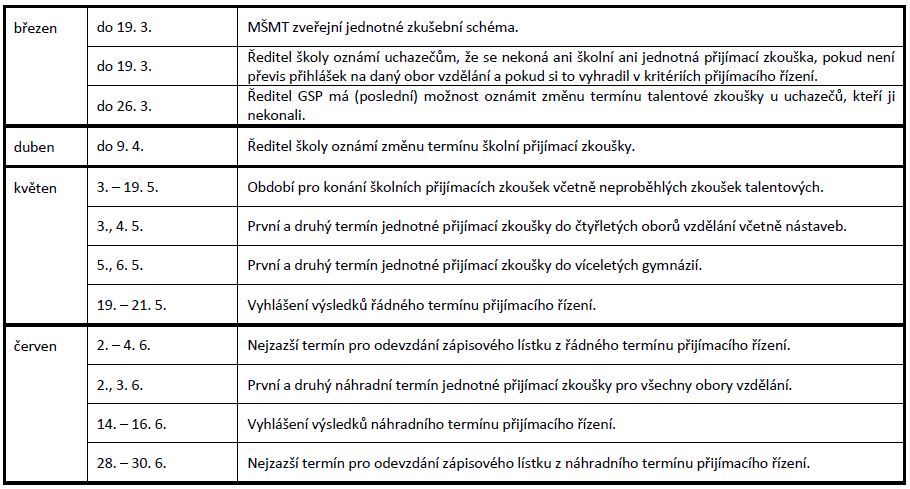 březen
do 19. 3.
MŠMT zveřejní jednotné zkušební schéma.
do 19. 3.
Ředitel školy oznámí uchazečům, že se nekoná ani školní ani jednotná přijímací zkouška, pokud není
převis přihlášek na daný obor vzdělání a pokud si to vyhradil v kritériích přijímacího řízení.
do 26. 3.
Ředitel GSP má (poslední) možnost oznámit změnu termínu talentové zkoušky u uchazečů, kteří ji
nekonali.
duben
do 9. 4.
Ředitel školy oznámí změnu termínu školní přijímací zkoušky.
květen
3. – 19. 5.
Období pro konání školních přijímacích zkoušek včetně neproběhlých zkoušek talentových.
3., 4. 5.
První a druhý termín jednotné přijímací zkoušky do čtyřletých oborů vzdělání včetně nástaveb.
5., 6. 5.
První a druhý termín jednotné přijímací zkoušky do víceletých gymnázií.
19. – 21. 5.
Vyhlášení výsledků řádného termínu přijímacího řízení.
červen
2. – 4. 6.
Nejzazší termín pro odevzdání zápisového lístku z řádného termínu přijímacího řízení.
2., 3. 6.
První a druhý náhradní termín jednotné přijímací zkoušky pro všechny obory vzdělání.
14. – 16. 6.
Vyhlášení výsledků náhradního termínu přijímacího řízení.
28. – 30. 6.
Nejzazší termín pro odevzdání zápisového lístku z náhradního termínu přijímacího řízení.